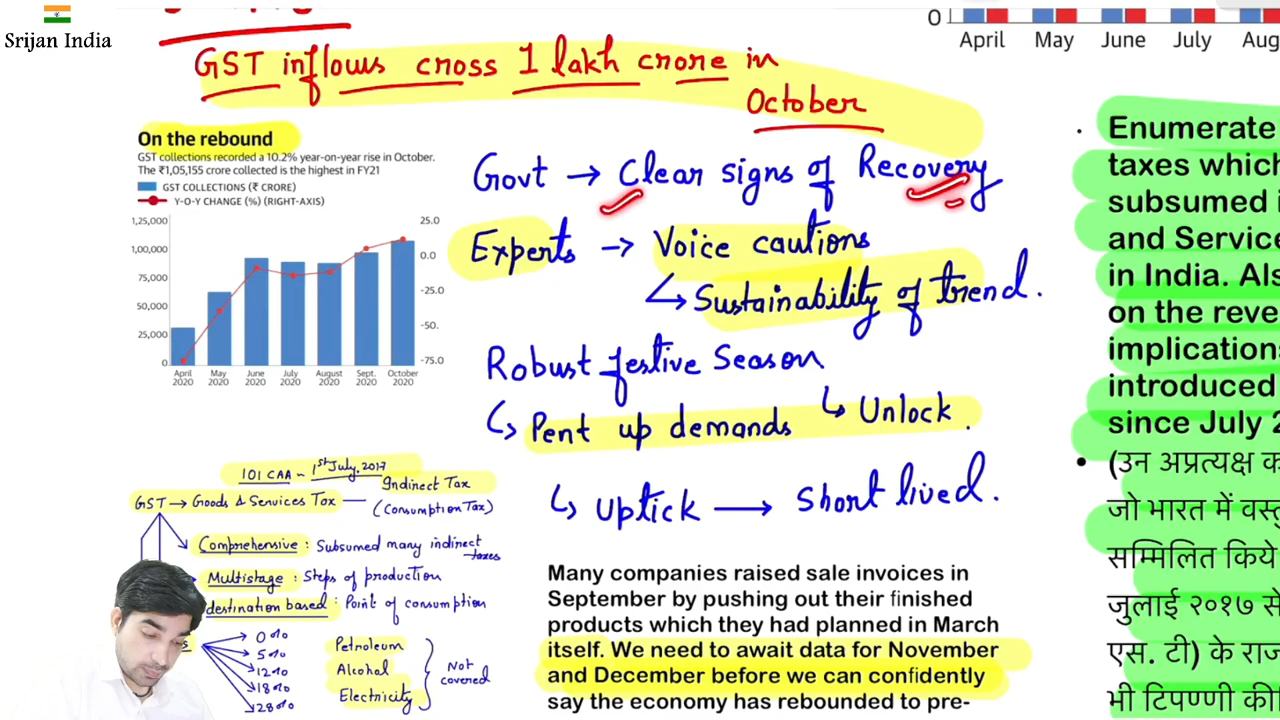 Srijan India
GST inflows cross 1 lakh crore in
October
On the rebound
GST collections recorded a 10.2% year-on-year rise in October.
The ₹1,05,155 crore collected is the highest in FY21
GST COLLECTIONS (₹ CRORE)
Y-O-Y CHANGE (%) (RIGHT-AXIS)
1,25,000
1,00,000
75,000
50,000
25,000
0
25.0
0.0
-25.0
-50.
-75.0
April 2020
May 2020
June 2020
July 2020
August 2020
Sept. 2020
October 2020
Govt → Clear signs of Recovery
Experts → Voice cautions
↳ Sustainability of trend.
Robust festive season
↳ Pent up demands ↳ Unlock.
↳ Uptick → Short lived.
101 CAA - 1st July, 2017
GST → Goods & Services Tax — Indirect Tax
(Consumption Tax)
Comprehensive : Subsumed many indirect
taxes
Multistage : Steps of production
destination based : Point of consumption
0%
5%
12%
18%
28%
Petroleum
Alcohol
Electricity
Not
covered
Many companies raised sale invoices in
September by pushing out their finished
products which they had planned in March
itself. We need to await data for November
and December before we can confidently
say the economy has rebounded to pre-
0
April May June July Aug
• Enumerate
taxes which
subsumed i
and Service
in India. Als
on the reve
implications
introduced
since July 2
• (उन अप्रत्यक्ष क
जो भारत में वस्तु
सम्मिलित किये
जुलाई २०१७ से
एस. टी) के राज
भी टिपण्णी की